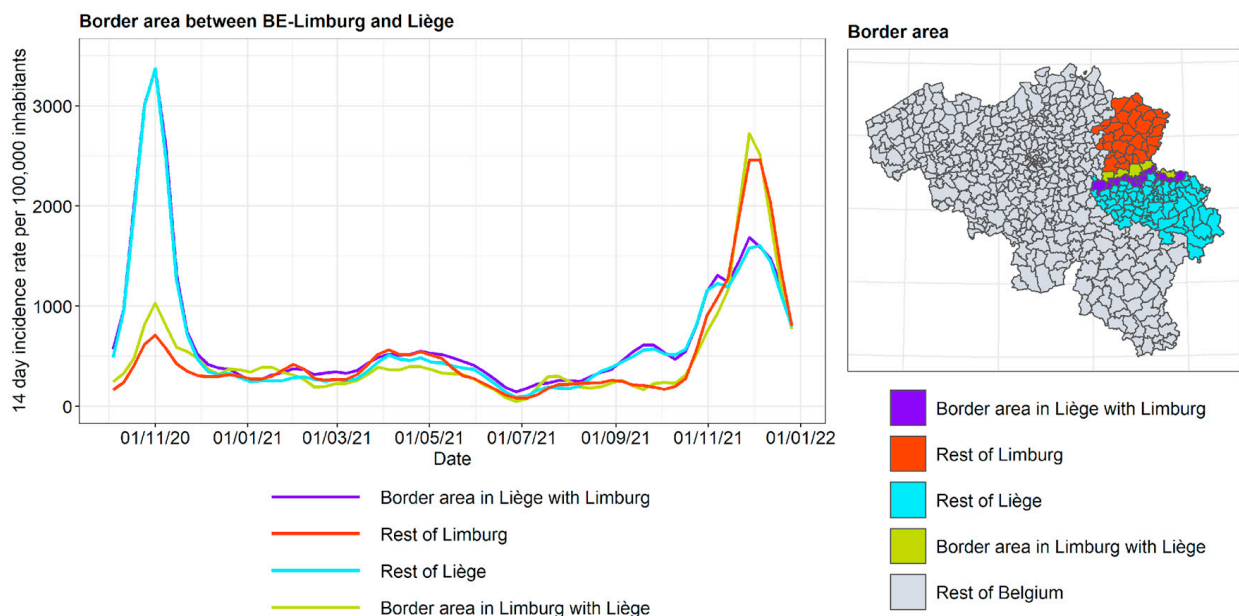 Border area between BE-Limburg and Liège
14 day incidence rate per 100,000 inhabitants
3000
2000
1000
0
01/11/20
01/01/21
01/03/21
01/05/21
01/07/21
01/09/21
01/11/21
01/01/22
Date
Border area in Liège with Limburg
Rest of Limburg
Rest of Liège
Border area in Limburg with Liège
Border area
Border area in Liège with Limburg
Rest of Limburg
Rest of Liège
Border area in Limburg with Liège
Rest of Belgium